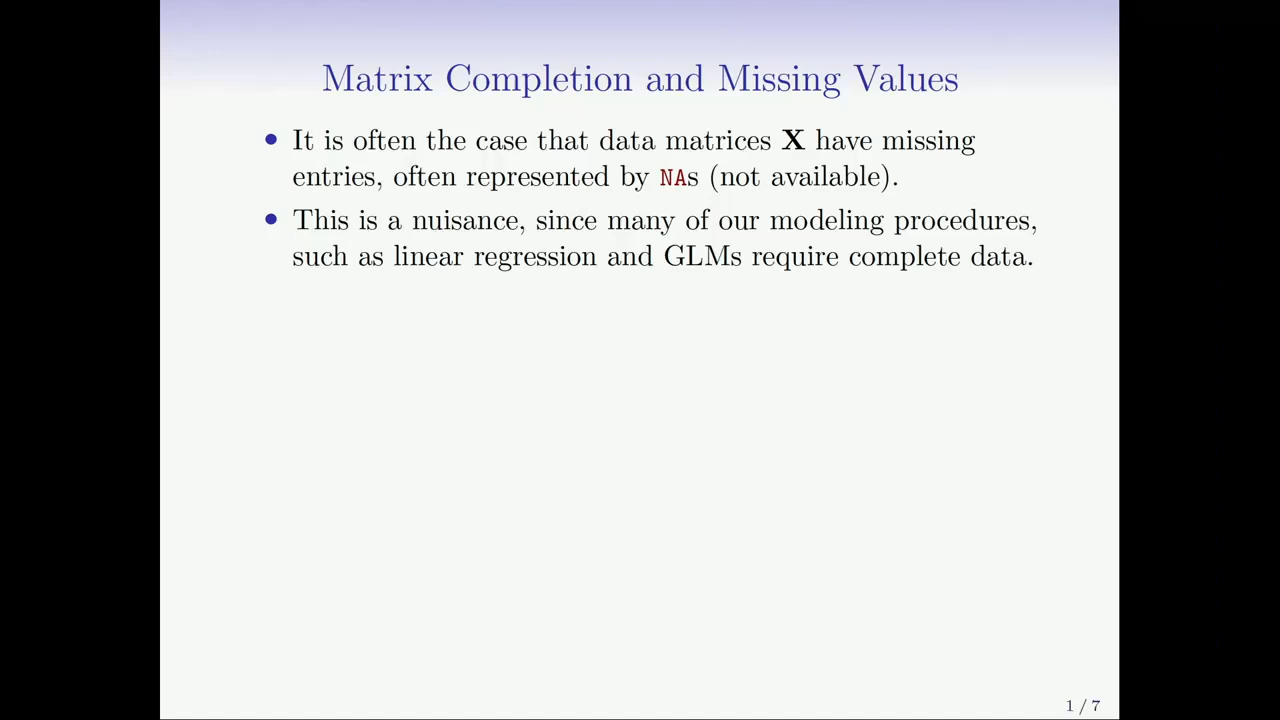 Matrix Completion and Missing Values
• It is often the case that data matrices X have missing
entries, often represented by NAs (not available).
• This is a nuisance, since many of our modeling procedures,
such as linear regression and GLMs require complete data.
1 / 7